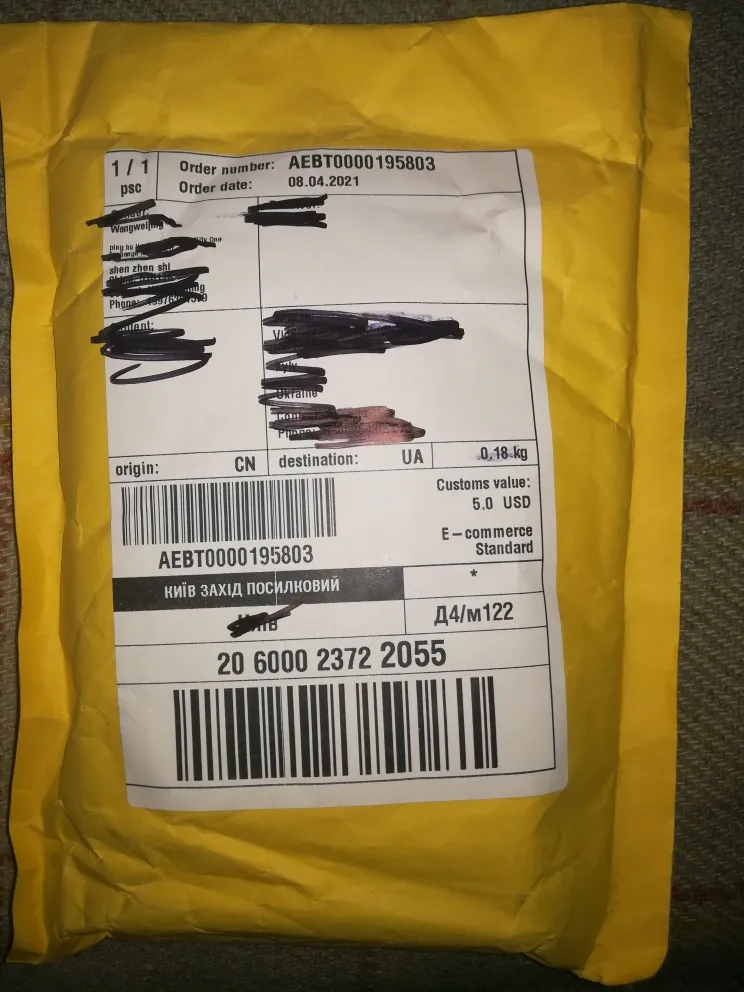 1 / 1
psc
Order number: AEBT0000195803
Order date: 08.04.2021
Wangweijing
shen zhen shi
Phone:
Ukraine
origin: CN
destination: UA
0.18 kg
AEBT0000195803
Customs value:
5.0 USD
E-commerce
Standard
КИЇВ ЗАХІД ПОСИЛКОВИЙ
*
Д4/м122
20 6000 2372 2055